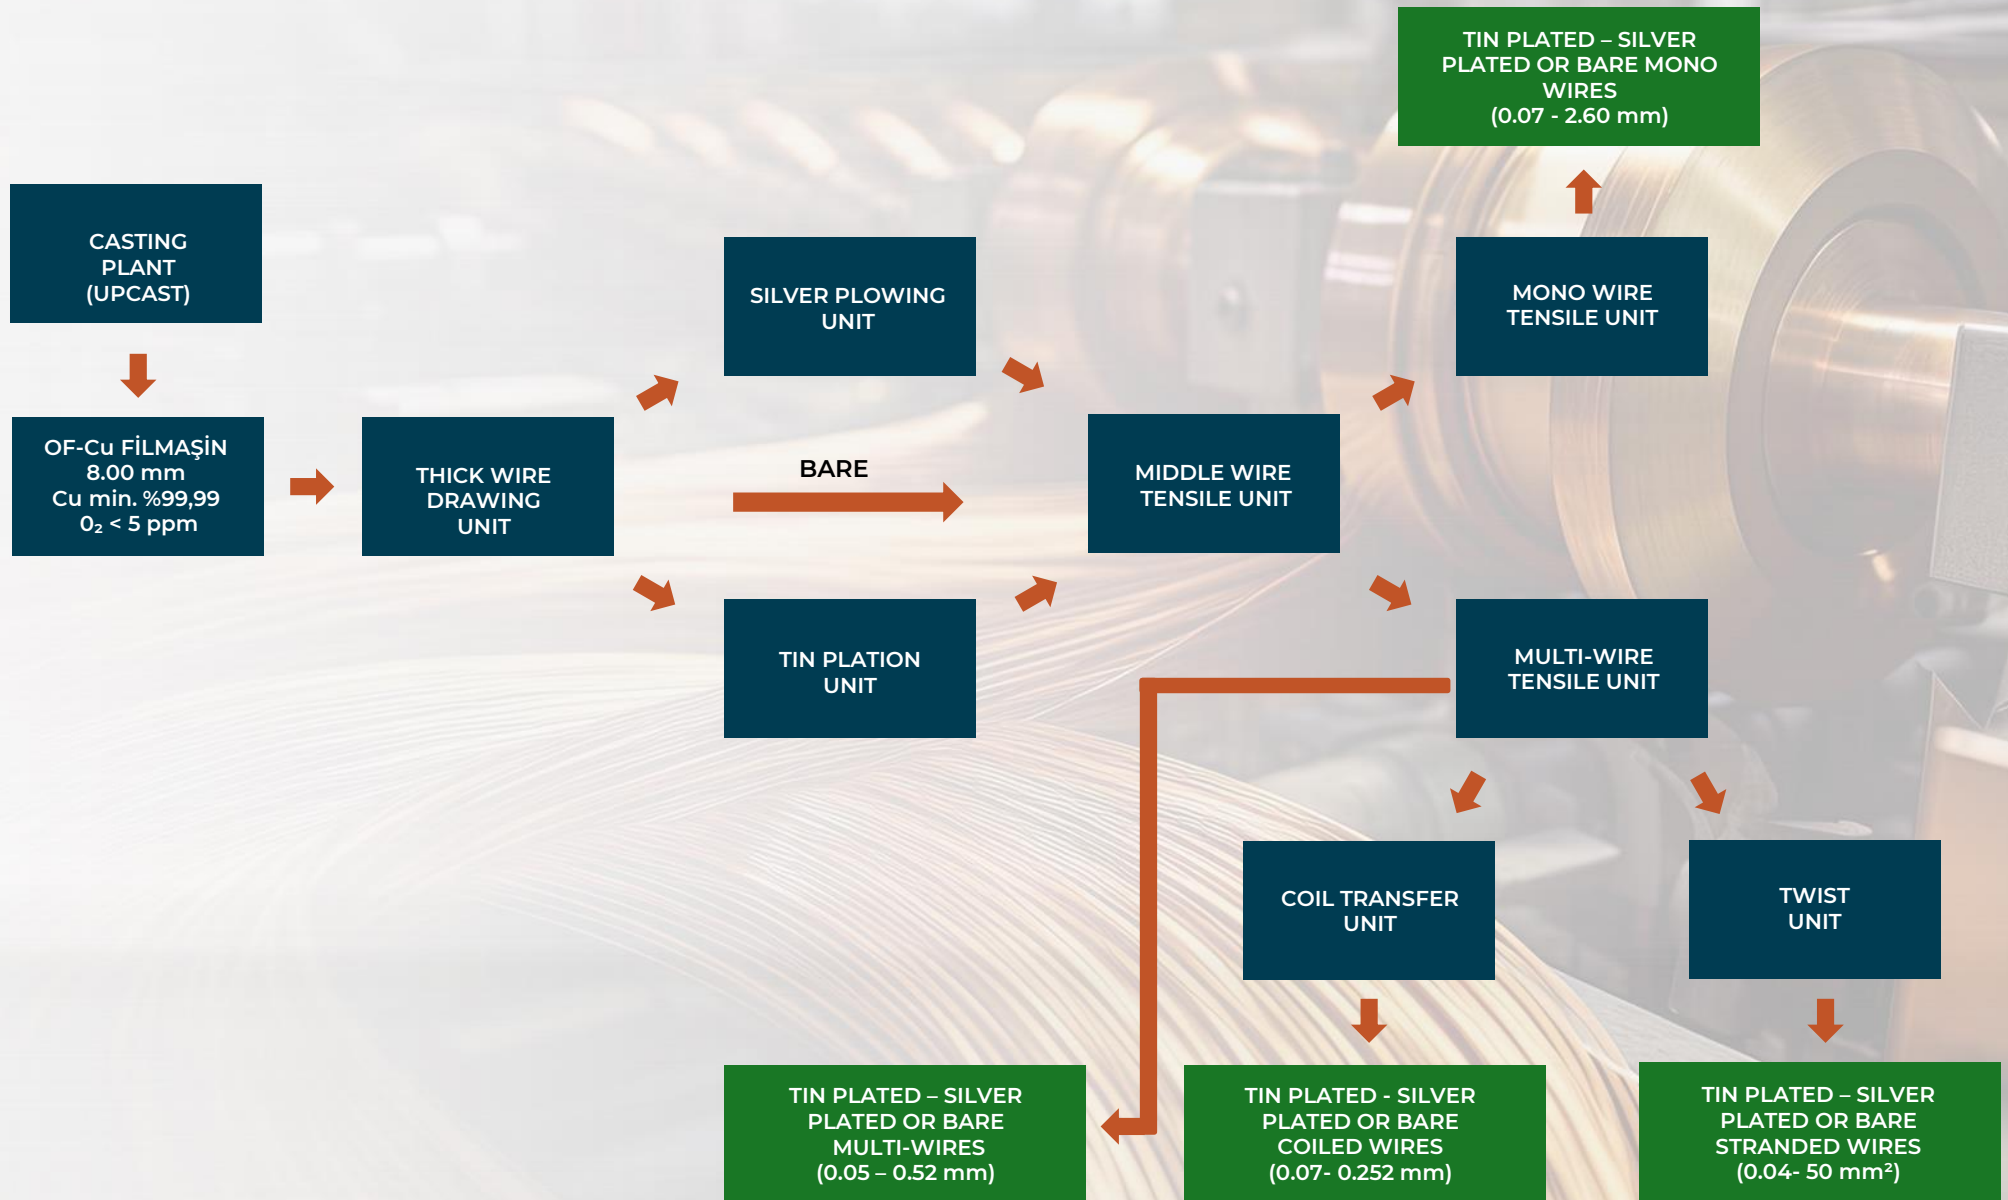 TIN PLATED – SILVER
PLATED OR BARE MONO
WIRES
(0.07 - 2.60 mm)
CASTING
PLANT
(UPCAST)
SILVER PLOWING
UNIT
MONO WIRE
TENSILE UNIT
OF-Cu FİLMAŞİN
8.00 mm
Cu min. %99,99
0₂ < 5 ppm
THICK WIRE
DRAWING
UNIT
BARE
MIDDLE WIRE
TENSILE UNIT
TIN PLATION
UNIT
MULTI-WIRE
TENSILE UNIT
COIL TRANSFER
UNIT
TWIST
UNIT
TIN PLATED – SILVER
PLATED OR BARE
MULTI-WIRES
(0.05 – 0.52 mm)
TIN PLATED - SILVER
PLATED OR BARE
COILED WIRES
(0.07- 0.252 mm)
TIN PLATED – SILVER
PLATED OR BARE
STRANDED WIRES
(0.04- 50 mm²)